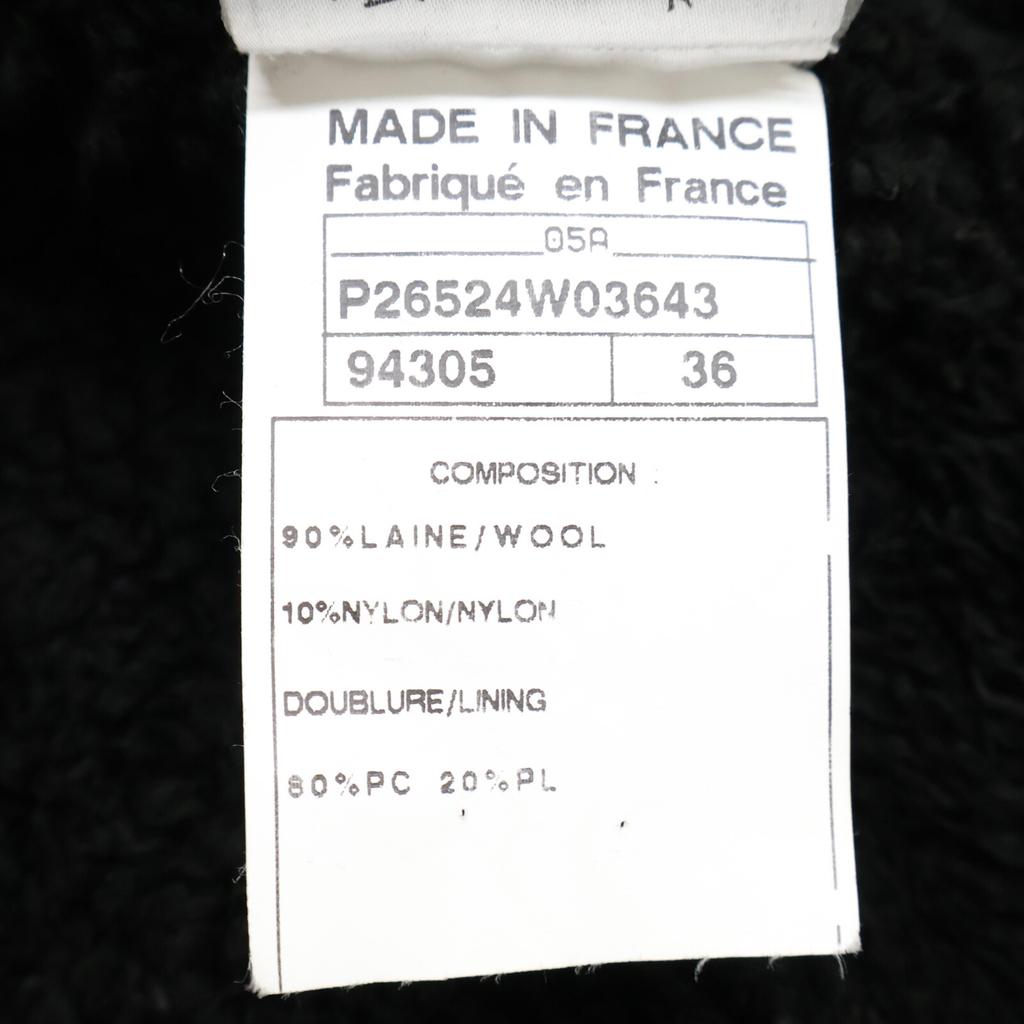 MADE IN FRANCE
Fabriqué en France
05A
P26524W03643
94305 36
COMPOSITION :
90%LAINE/WOOL
10%NYLON/NYLON
DOUBLURE/LINING
80%PC 20%PL